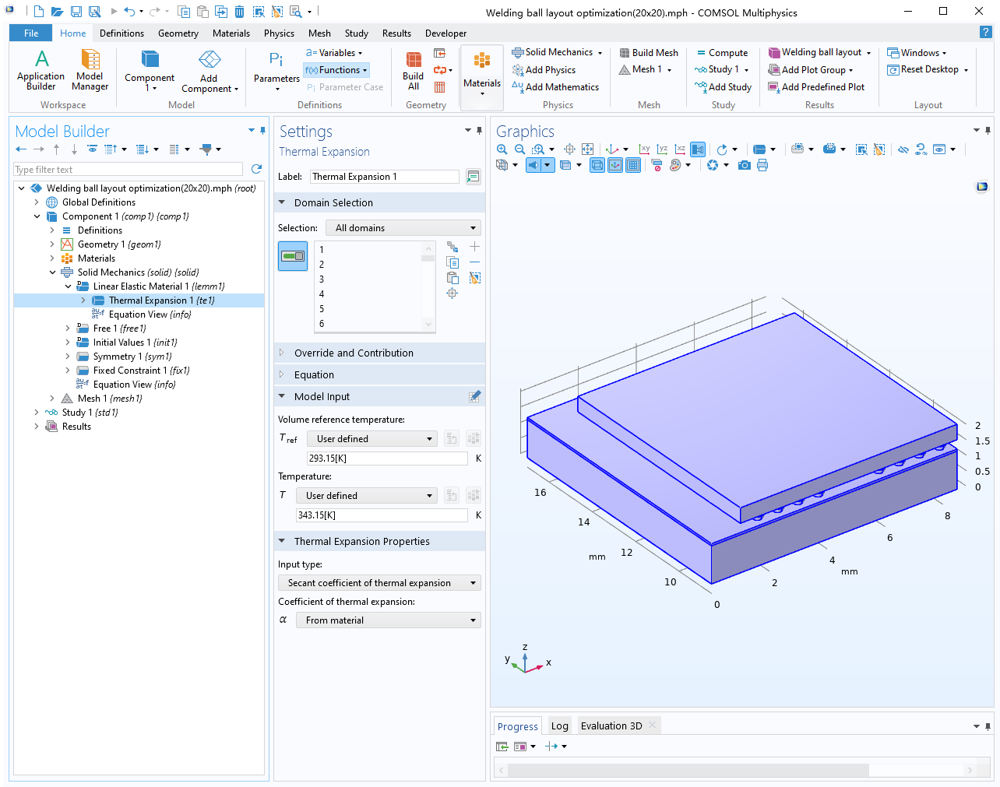 Welding ball layout optimization(20x20).mph - COMSOL Multiphysics
File Home Definitions Geometry Materials Physics Mesh Study Results Developer ?
Application Builder
Model Manager
Workspace
Component 1
Add Component
Model
Pi
Parameters
a= Variables
f(x) Functions
Pi Parameter Case
Definitions
Build All
Geometry
Materials
Solid Mechanics
Add Physics
Δu Add Mathematics
Physics
Build Mesh
Mesh 1
Mesh
= Compute
Study 1
Add Study
Study
Welding ball layout
Add Plot Group
Add Predefined Plot
Results
Windows
Reset Desktop
Layout
Model Builder
Type filter text
Welding ball layout optimization(20x20).mph (root)
Global Definitions
Component 1 (comp1) {comp1}
Definitions
Geometry 1 {geom1}
Materials
Solid Mechanics (solid) {solid}
Linear Elastic Material 1 {lemm1}
Thermal Expansion 1 {te1}
Equation View {info}
Free 1 {free1}
Initial Values 1 {init1}
Symmetry 1 {sym1}
Fixed Constraint 1 {fix1}
Equation View {info}
Mesh 1 {mesh1}
Study 1 {std1}
Results
Settings
Thermal Expansion
Label: Thermal Expansion 1
Domain Selection
Selection: All domains
1
2
3
4
5
6
Override and Contribution
Equation
Model Input
Volume reference temperature:
Tref User defined
293.15[K] K
Temperature:
T User defined
343.15[K] K
Thermal Expansion Properties
Input type:
Secant coefficient of thermal expansion
Coefficient of thermal expansion:
α From material
Graphics
xy yz xz
2
1.5
1
0.5
0
16
14
12
10
mm
8
6
4
2
0
mm
z
y
x
Progress Log Evaluation 3D